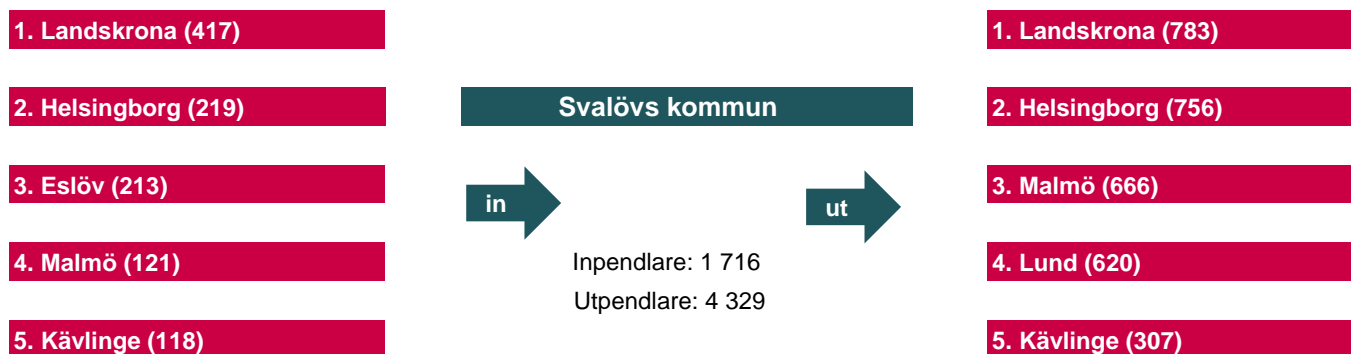 1. Landskrona (417)
2. Helsingborg (219)
3. Eslöv (213)
4. Malmö (121)
5. Kävlinge (118)
Svalövs kommun
in
ut
Inpendlare: 1 716
Utpendlare: 4 329
1. Landskrona (783)
2. Helsingborg (756)
3. Malmö (666)
4. Lund (620)
5. Kävlinge (307)